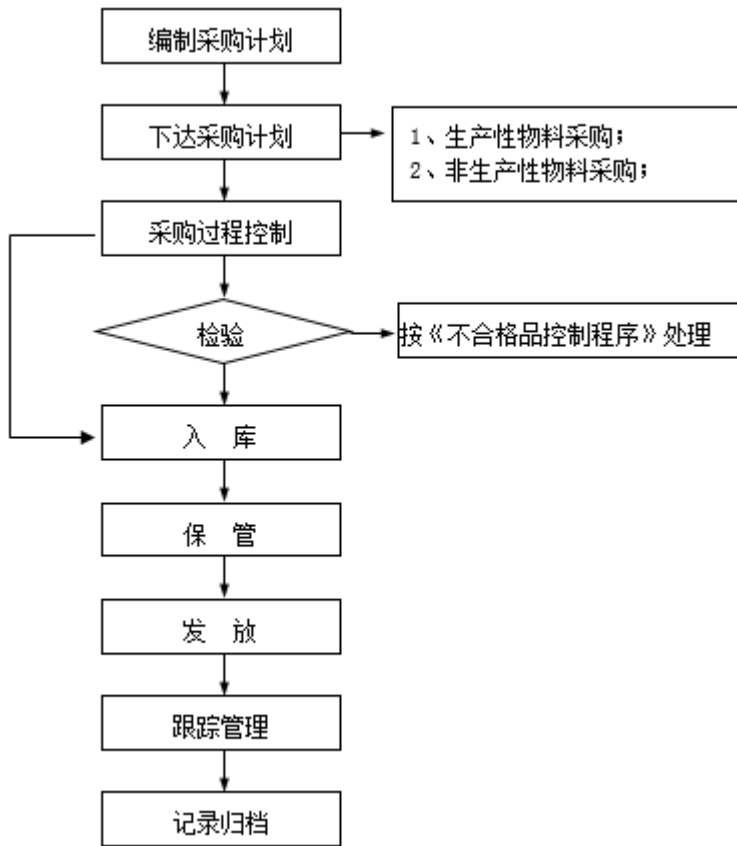 编制采购计划
下达采购计划
1、生产性物料采购；
2、非生产性物料采购；
采购过程控制
检验
按《不合格品控制程序》处理
入 库
保 管
发 放
跟踪管理
记录归档